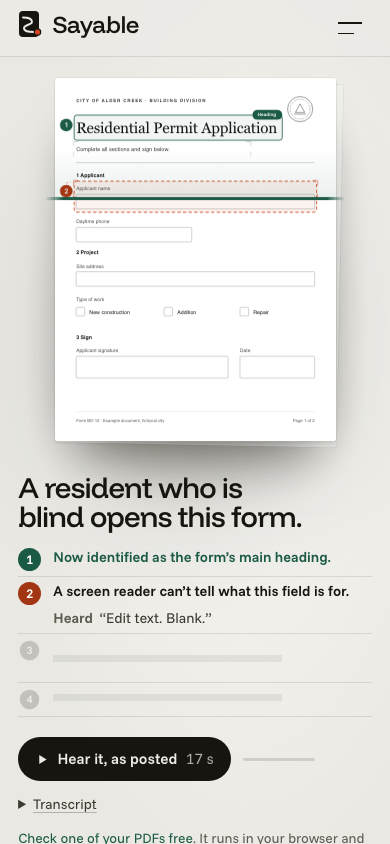 Sayable
CITY OF ALDER CREEK · BUILDING DIVISION
Heading
1 Residential Permit Application
Complete all sections and sign below.
1 Applicant
2 Applicant name
Daytime phone
2 Project
Site address
Type of work
New construction Addition Repair
3 Sign
Applicant signature Date
Form BD-12 · Example document, fictional city Page 1 of 2
A resident who is
blind opens this form.
1 Now identified as the form’s main heading.
2 A screen reader can’t tell what this field is for.
Heard “Edit text. Blank.”
3
4
Hear it, as posted 17 s
Transcript
Check one of your PDFs free. It runs in your browser and